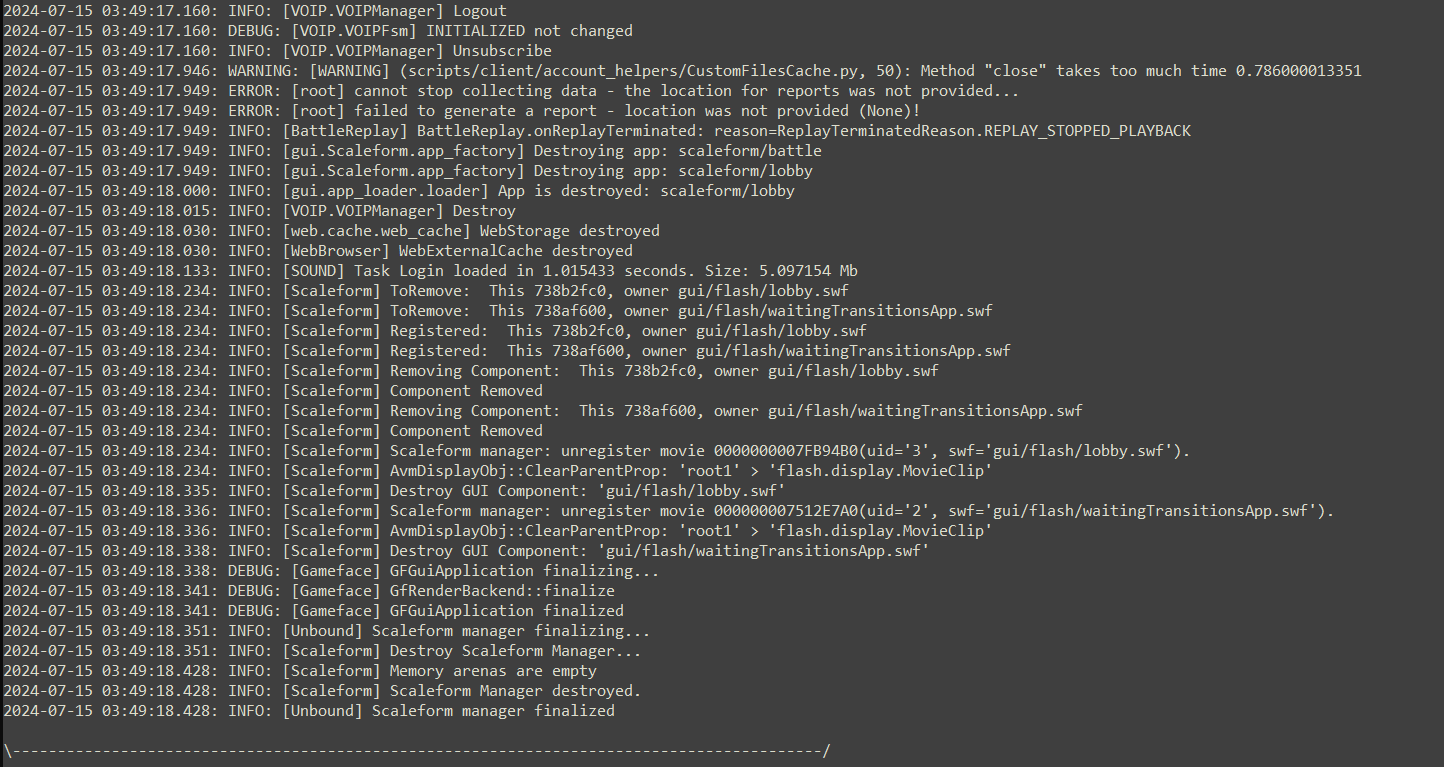 2024-07-15 03:49:17.160: INFO: [VOIP.VOIPManager] Logout
2024-07-15 03:49:17.160: DEBUG: [VOIP.VOIPFsm] INITIALIZED not changed
2024-07-15 03:49:17.160: INFO: [VOIP.VOIPManager] Unsubscribe
2024-07-15 03:49:17.946: WARNING: [WARNING] (scripts/client/account_helpers/CustomFilesCache.py, 50): Method "close" takes too much time 0.786000013351
2024-07-15 03:49:17.949: ERROR: [root] cannot stop collecting data - the location for reports was not provided...
2024-07-15 03:49:17.949: ERROR: [root] failed to generate a report - location was not provided (None)!
2024-07-15 03:49:17.949: INFO: [BattleReplay] BattleReplay.onReplayTerminated: reason=ReplayTerminatedReason.REPLAY_STOPPED_PLAYBACK
2024-07-15 03:49:17.949: INFO: [gui.Scaleform.app_factory] Destroying app: scaleform/battle
2024-07-15 03:49:17.949: INFO: [gui.Scaleform.app_factory] Destroying app: scaleform/lobby
2024-07-15 03:49:18.000: INFO: [gui.app_loader.loader] App is destroyed: scaleform/lobby
2024-07-15 03:49:18.015: INFO: [VOIP.VOIPManager] Destroy
2024-07-15 03:49:18.030: INFO: [web.cache.web_cache] WebStorage destroyed
2024-07-15 03:49:18.030: INFO: [WebBrowser] WebExternalCache destroyed
2024-07-15 03:49:18.133: INFO: [SOUND] Task Login loaded in 1.015433 seconds. Size: 5.097154 Mb
2024-07-15 03:49:18.234: INFO: [Scaleform] ToRemove:  This 738b2fc0, owner gui/flash/lobby.swf
2024-07-15 03:49:18.234: INFO: [Scaleform] ToRemove:  This 738af600, owner gui/flash/waitingTransitionsApp.swf
2024-07-15 03:49:18.234: INFO: [Scaleform] Registered:  This 738b2fc0, owner gui/flash/lobby.swf
2024-07-15 03:49:18.234: INFO: [Scaleform] Registered:  This 738af600, owner gui/flash/waitingTransitionsApp.swf
2024-07-15 03:49:18.234: INFO: [Scaleform] Removing Component:  This 738b2fc0, owner gui/flash/lobby.swf
2024-07-15 03:49:18.234: INFO: [Scaleform] Component Removed
2024-07-15 03:49:18.234: INFO: [Scaleform] Removing Component:  This 738af600, owner gui/flash/waitingTransitionsApp.swf
2024-07-15 03:49:18.234: INFO: [Scaleform] Component Removed
2024-07-15 03:49:18.234: INFO: [Scaleform] Scaleform manager: unregister movie 0000000007FB94B0(uid='3', swf='gui/flash/lobby.swf').
2024-07-15 03:49:18.234: INFO: [Scaleform] AvmDisplayObj::ClearParentProp: 'root1' > 'flash.display.MovieClip'
2024-07-15 03:49:18.335: INFO: [Scaleform] Destroy GUI Component: 'gui/flash/lobby.swf'
2024-07-15 03:49:18.336: INFO: [Scaleform] Scaleform manager: unregister movie 000000007512E7A0(uid='2', swf='gui/flash/waitingTransitionsApp.swf').
2024-07-15 03:49:18.336: INFO: [Scaleform] AvmDisplayObj::ClearParentProp: 'root1' > 'flash.display.MovieClip'
2024-07-15 03:49:18.338: INFO: [Scaleform] Destroy GUI Component: 'gui/flash/waitingTransitionsApp.swf'
2024-07-15 03:49:18.338: DEBUG: [Gameface] GFGuiApplication finalizing...
2024-07-15 03:49:18.341: DEBUG: [Gameface] GfRenderBackend::finalize
2024-07-15 03:49:18.341: DEBUG: [Gameface] GFGuiApplication finalized
2024-07-15 03:49:18.351: INFO: [Unbound] Scaleform manager finalizing...
2024-07-15 03:49:18.351: INFO: [Scaleform] Destroy Scaleform Manager...
2024-07-15 03:49:18.428: INFO: [Scaleform] Memory arenas are empty
2024-07-15 03:49:18.428: INFO: [Scaleform] Scaleform Manager destroyed.
2024-07-15 03:49:18.428: INFO: [Unbound] Scaleform manager finalized
\------------------------------------------------------------------------------------------/